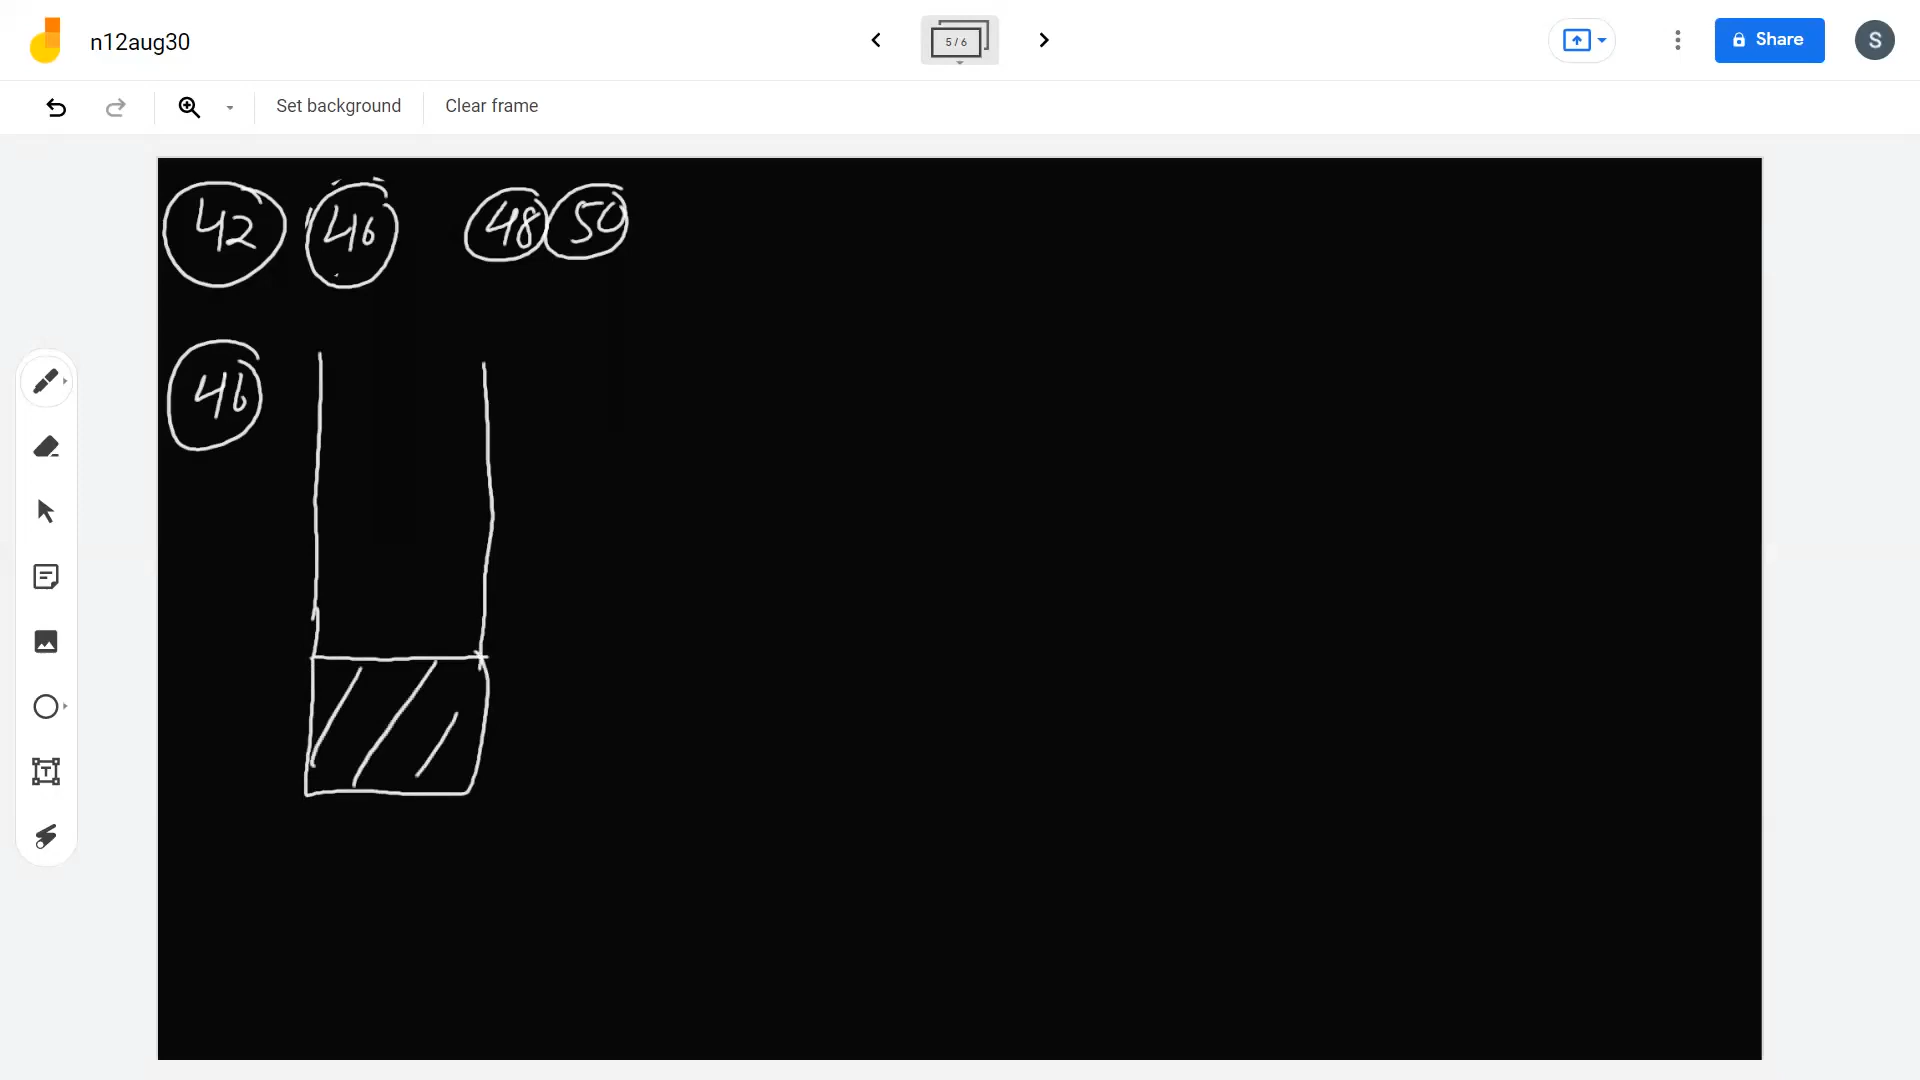 n12aug30
5 / 6
Share
S
Set background
Clear frame
42 46 48 50
46